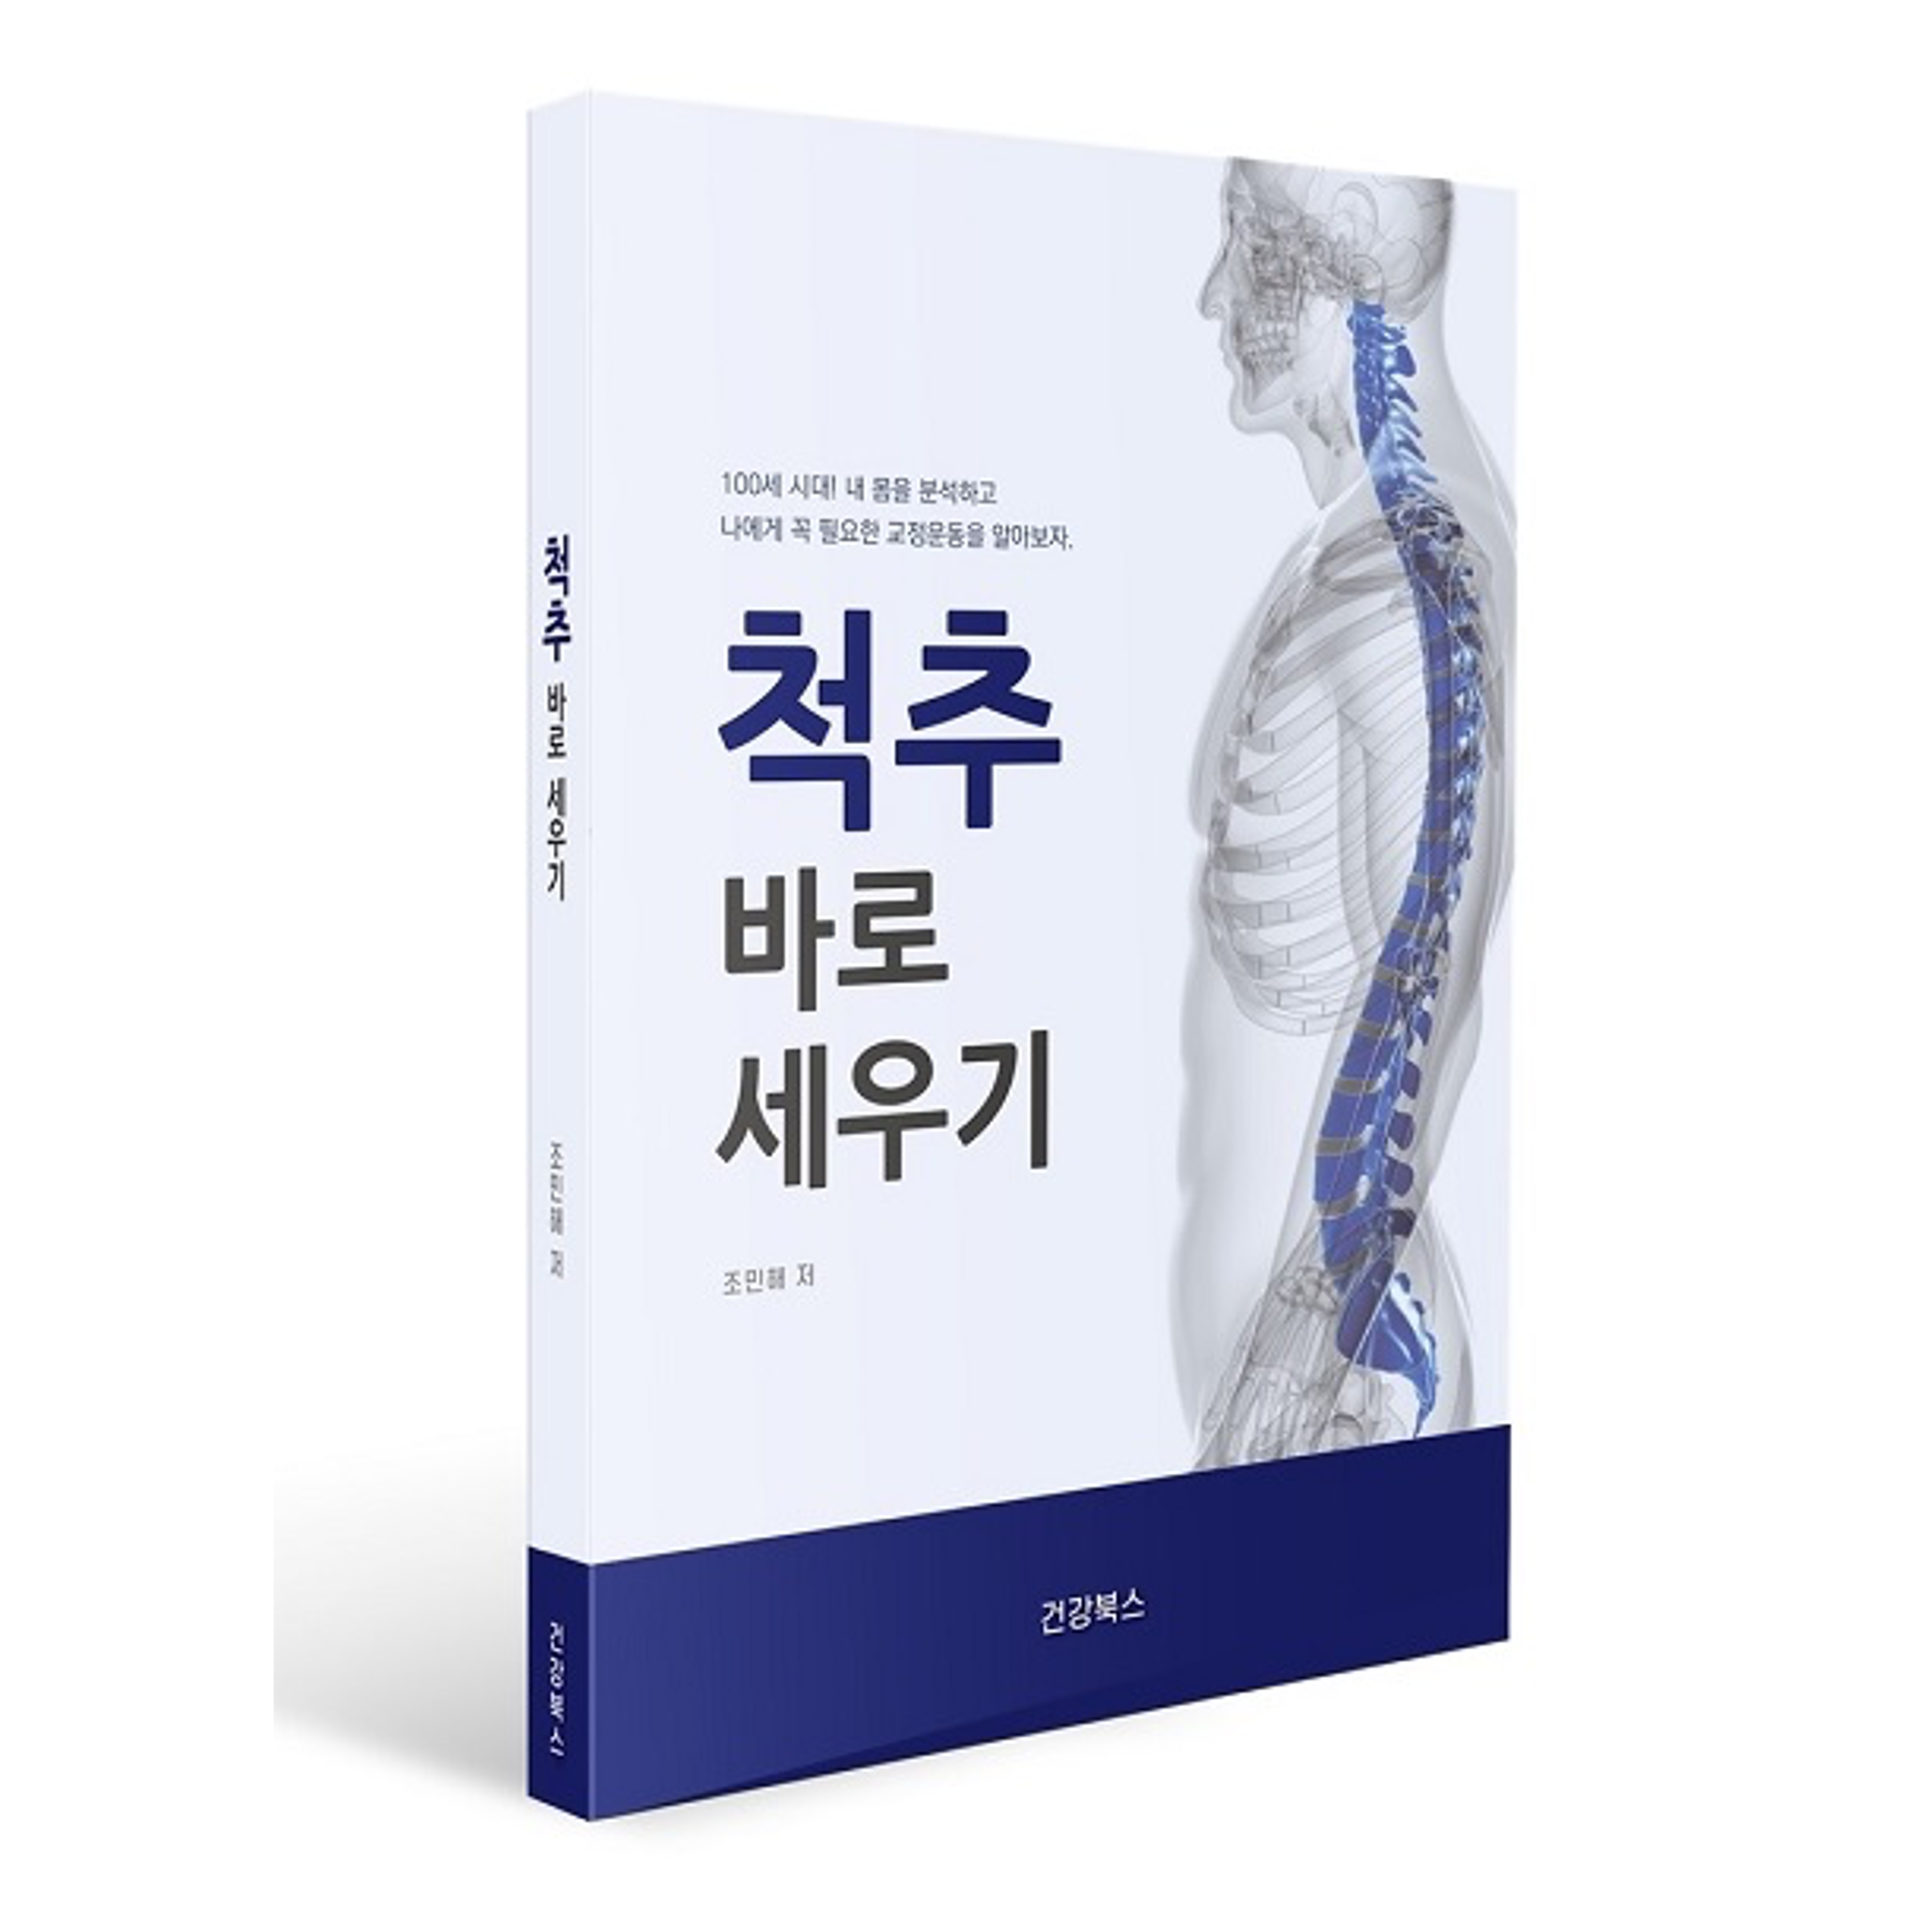 100세 시대! 내 몸을 분석하고
나에게 꼭 필요한 교정운동을 알아보자.
척추
바로
세우기
조민해 저
건강북스
척추 바로 세우기
조민해 저
건강북스